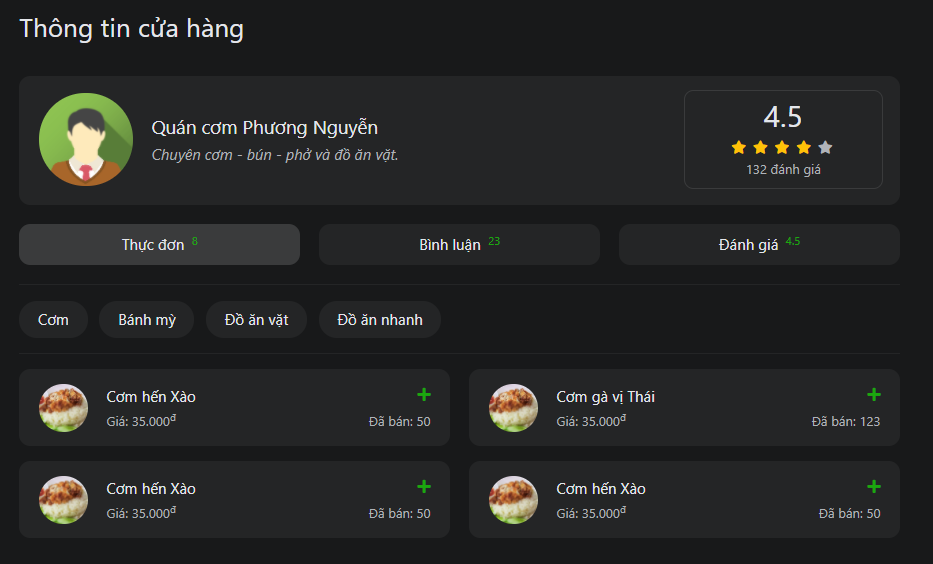 Thông tin cửa hàng
Quán cơm Phương Nguyễn
Chuyên cơm - bún - phở và đồ ăn vặt.
4.5
132 đánh giá
Thực đơn 8
Bình luận 23
Đánh giá 4.5
Cơm
Bánh mỳ
Đồ ăn vặt
Đồ ăn nhanh
Cơm hến Xào
+
Giá: 35.000đ
Đã bán: 50
Cơm gà vị Thái
+
Giá: 35.000đ
Đã bán: 123
Cơm hến Xào
+
Giá: 35.000đ
Đã bán: 50
Cơm hến Xào
+
Giá: 35.000đ
Đã bán: 50